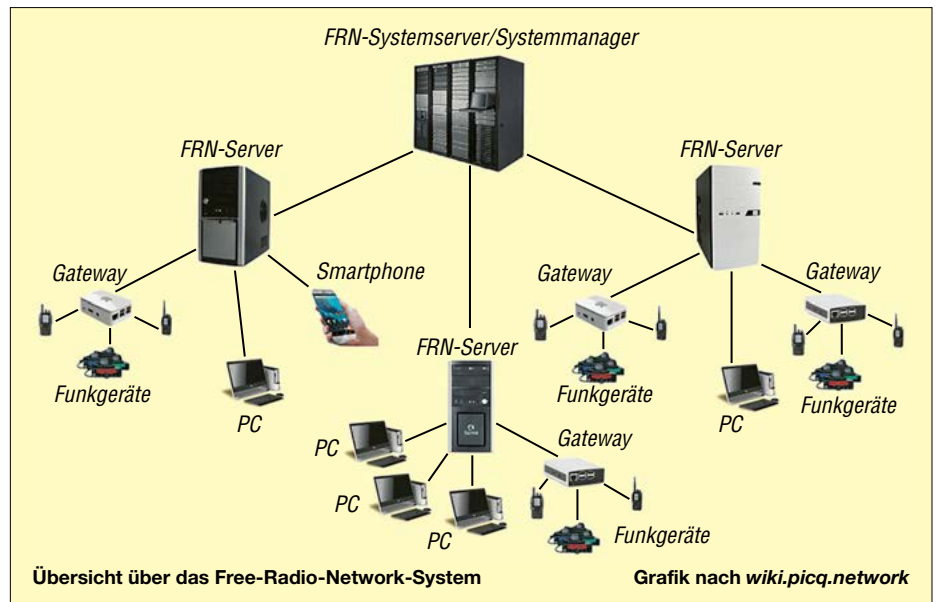 FRN-Systemserver/Systemmanager
FRN-Server
FRN-Server
Gateway
Smartphone
Gateway
Gateway
FRN-Server
Funkgeräte
PC
Funkgeräte
PC
Funkgeräte
PC
Gateway
PC
PC
Funkgeräte
Übersicht über das Free-Radio-Network-System
Grafik nach wiki.picq.network